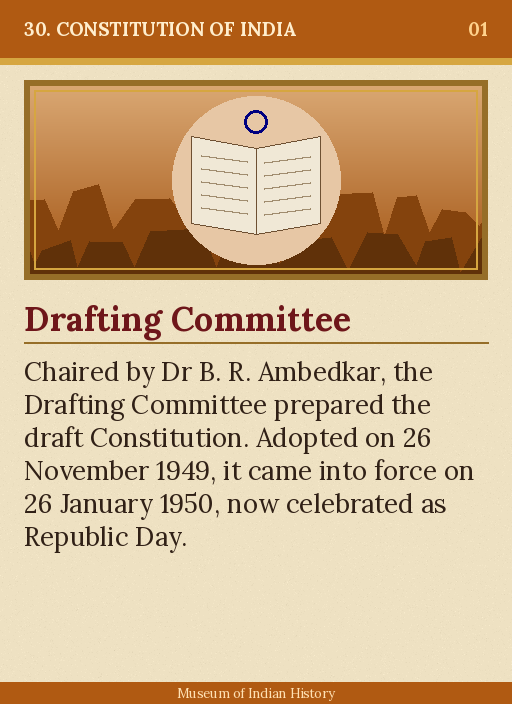 30. CONSTITUTION OF INDIA 01
Drafting Committee
Chaired by Dr B. R. Ambedkar, the
Drafting Committee prepared the
draft Constitution. Adopted on 26
November 1949, it came into force on
26 January 1950, now celebrated as
Republic Day.
Museum of Indian History